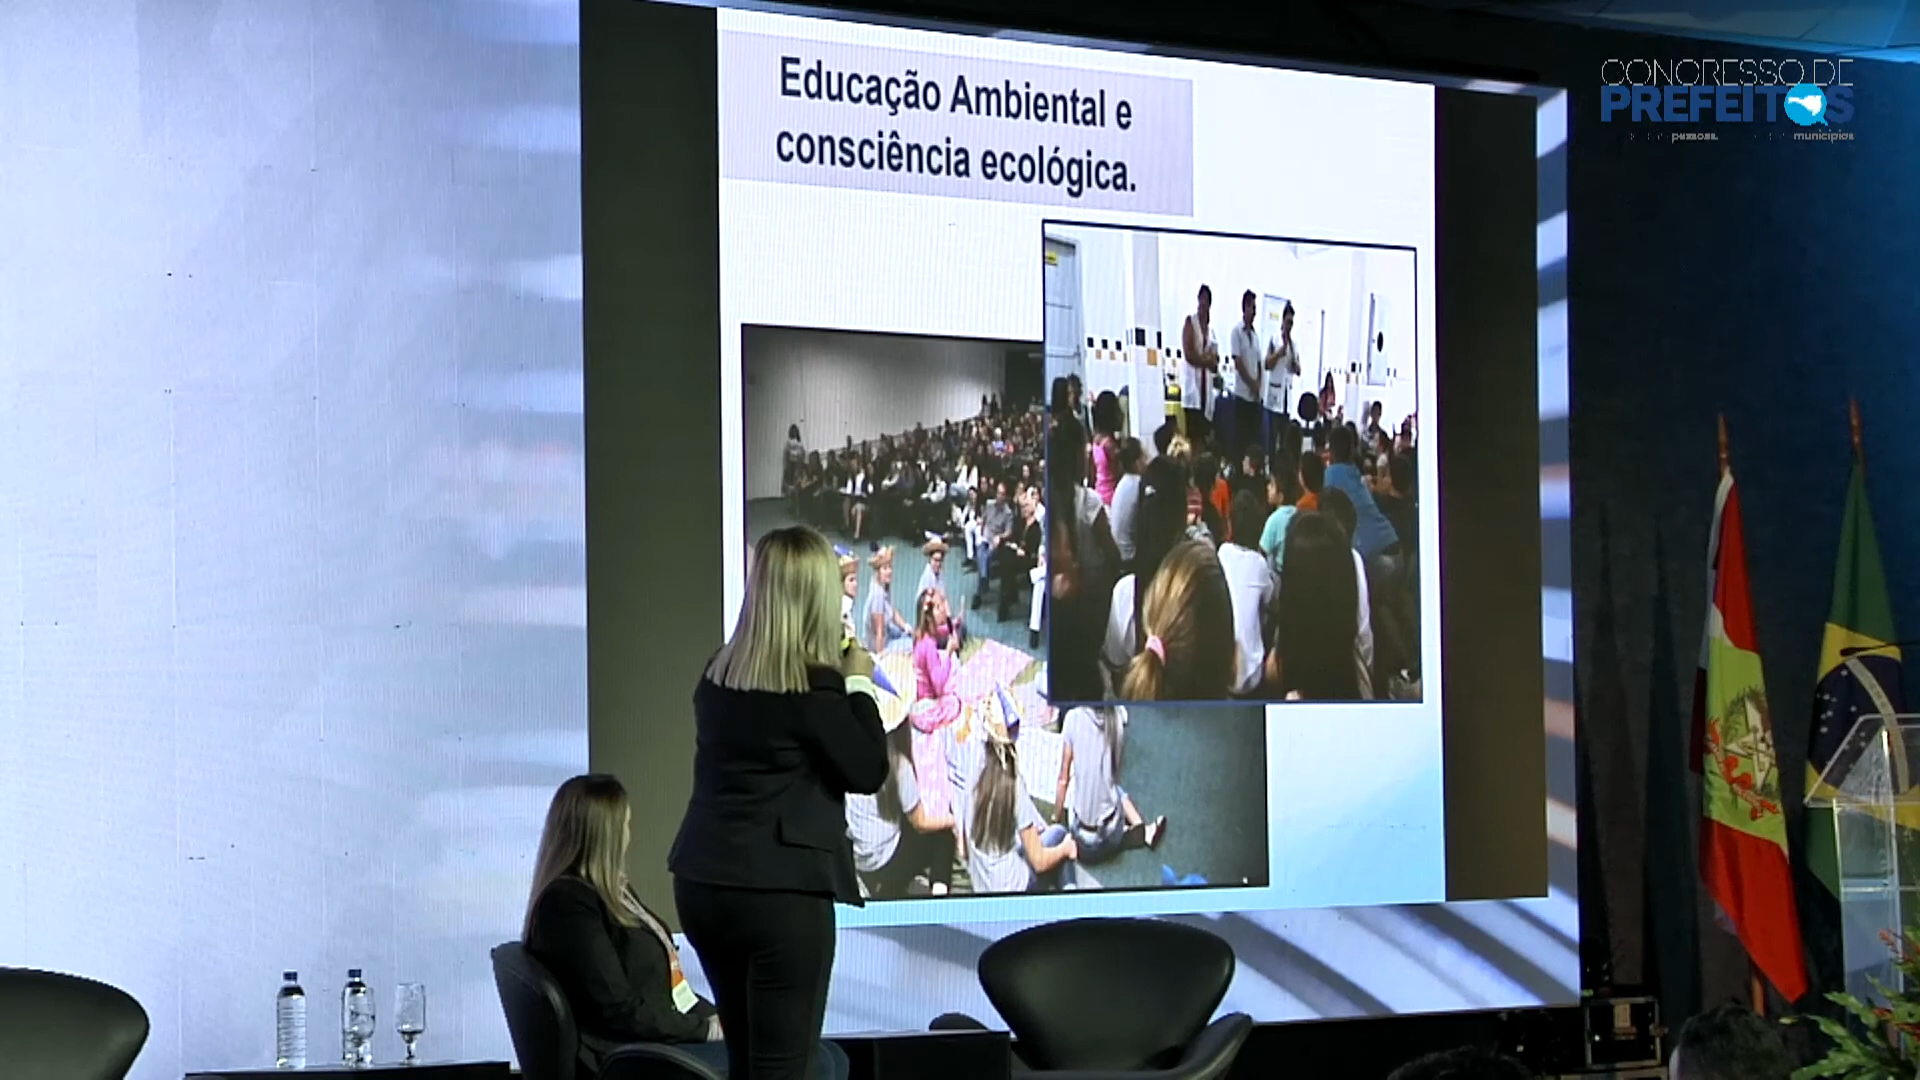 Educação Ambiental e
consciência ecológica.
CONGRESSO DE
PREFEITOS
pessoas.
municípios